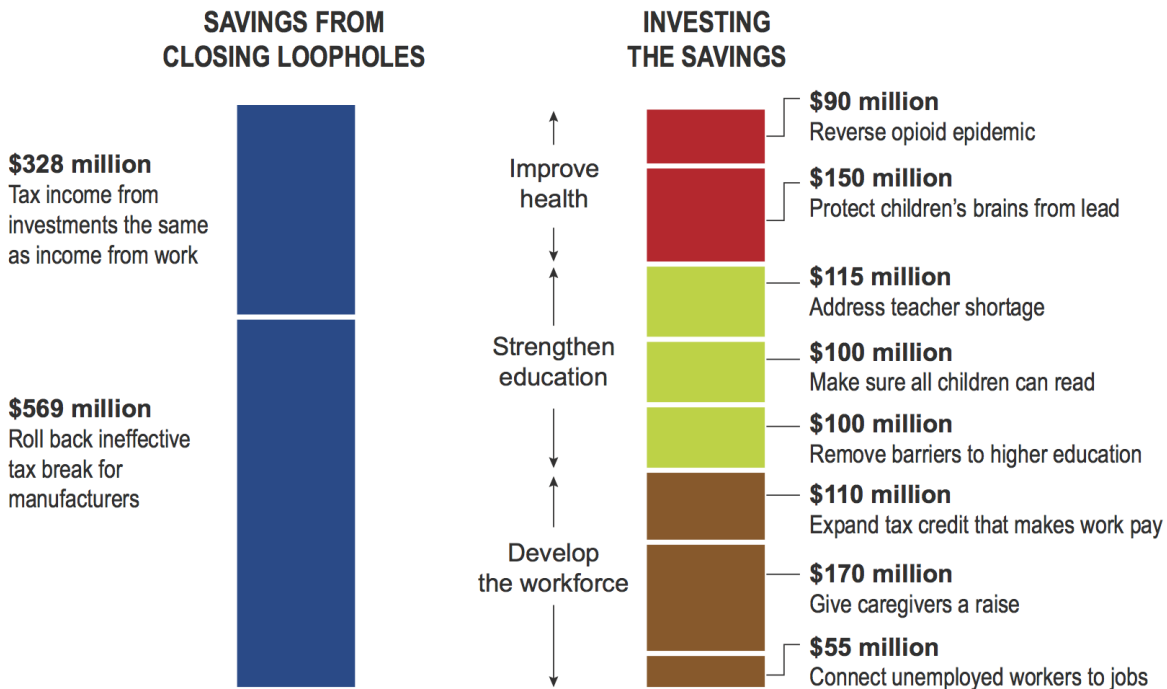 SAVINGS FROM
CLOSING LOOPHOLES
$328 million
Tax income from
investments the same
as income from work
$569 million
Roll back ineffective
tax break for
manufacturers
INVESTING
THE SAVINGS
Improve
health
Strengthen
education
Develop
the workforce
$90 million
Reverse opioid epidemic
$150 million
Protect children’s brains from lead
$115 million
Address teacher shortage
$100 million
Make sure all children can read
$100 million
Remove barriers to higher education
$110 million
Expand tax credit that makes work pay
$170 million
Give caregivers a raise
$55 million
Connect unemployed workers to jobs